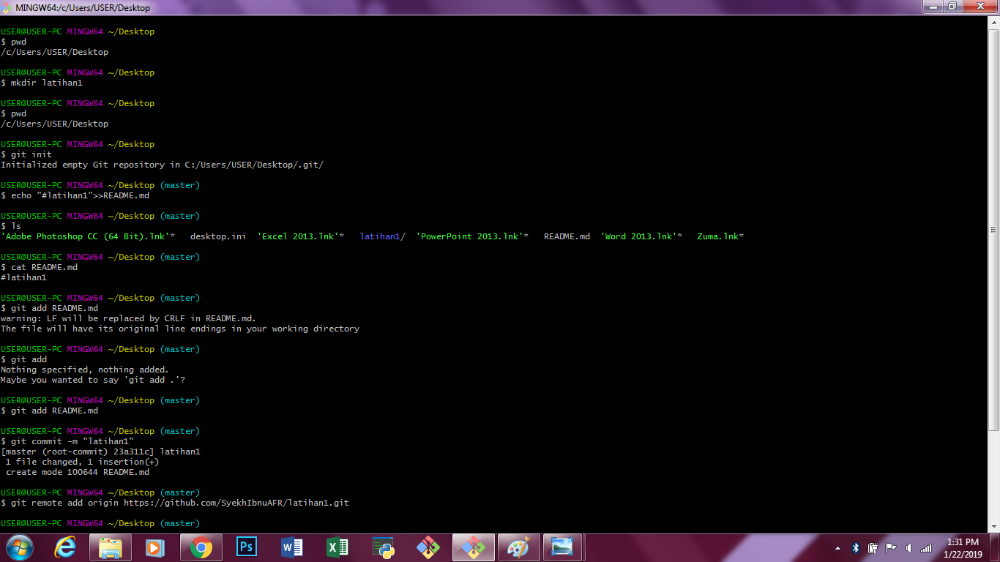 MINGW64:/c/Users/USER/Desktop
USER@USER-PC MINGW64 ~/Desktop
$ pwd
/c/Users/USER/Desktop
USER@USER-PC MINGW64 ~/Desktop
$ mkdir latihan1
USER@USER-PC MINGW64 ~/Desktop
$ pwd
/c/Users/USER/Desktop
USER@USER-PC MINGW64 ~/Desktop
$ git init
Initialized empty Git repository in C:/Users/USER/Desktop/.git/
USER@USER-PC MINGW64 ~/Desktop (master)
$ echo "#latihan1">>README.md
USER@USER-PC MINGW64 ~/Desktop (master)
$ ls
'Adobe Photoshop CC (64 Bit).lnk'*   desktop.ini  'Excel 2013.lnk'*   latihan1/  'PowerPoint 2013.lnk'*   README.md  'Word 2013.lnk'*   Zuma.lnk*
USER@USER-PC MINGW64 ~/Desktop (master)
$ cat README.md
#latihan1
USER@USER-PC MINGW64 ~/Desktop (master)
$ git add README.md
warning: LF will be replaced by CRLF in README.md.
The file will have its original line endings in your working directory
USER@USER-PC MINGW64 ~/Desktop (master)
$ git add
Nothing specified, nothing added.
Maybe you wanted to say 'git add .'?
USER@USER-PC MINGW64 ~/Desktop (master)
$ git add README.md
USER@USER-PC MINGW64 ~/Desktop (master)
$ git commit -m "latihan1"
[master (root-commit) 23a311c] latihan1
 1 file changed, 1 insertion(+)
 create mode 100644 README.md
USER@USER-PC MINGW64 ~/Desktop (master)
$ git remote add origin https://github.com/SyekhIbnuAFR/latihan1.git
USER@USER-PC MINGW64 ~/Desktop (master)
Ps
1:31 PM
1/22/2019